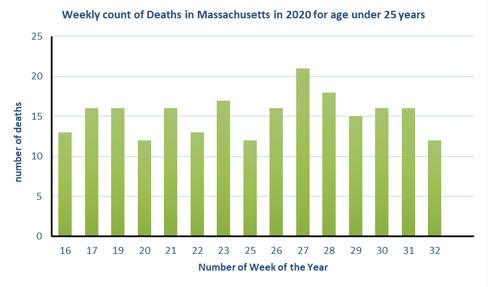 Weekly count of Deaths in Massachusetts in 2020 for age under 25 years
25
20
15
10
5
0
number of deaths
16 17 19 20 21 22 23 25 26 27 28 29 30 31 32
Number of Week of the Year